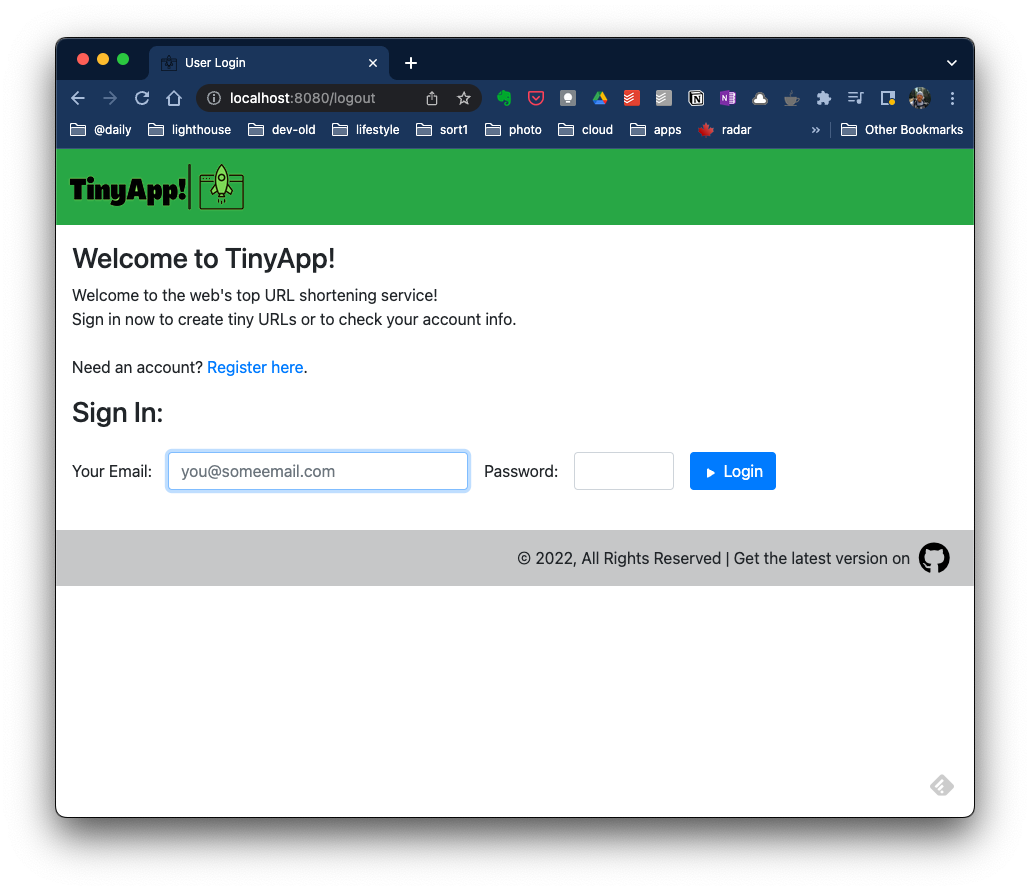 User Login
localhost:8080/logout
@daily lighthouse dev-old lifestyle sort1 photo cloud apps radar » Other Bookmarks
TinyApp!
Welcome to TinyApp!
Welcome to the web's top URL shortening service!
Sign in now to create tiny URLs or to check your account info.
Need an account? Register here.
Sign In:
Your Email: you@someemail.com Password: Login
© 2022, All Rights Reserved | Get the latest version on